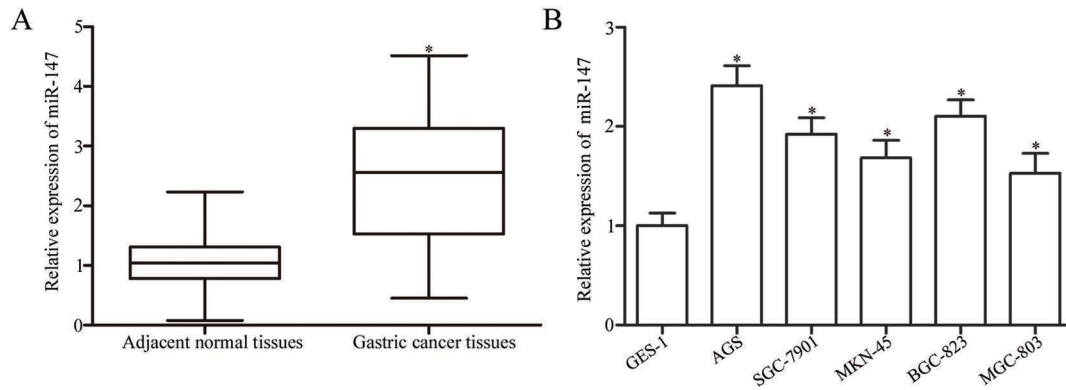 A
Relative expression of miR-147
5
4
3
2
1
0
*
Adjacent normal tissues
Gastric cancer tissues
B
Relative expression of miR-147
3
2
1
0
*
*
*
*
*
GES-1
AGS
SGC-7901
MKN-45
BGC-823
MGC-803